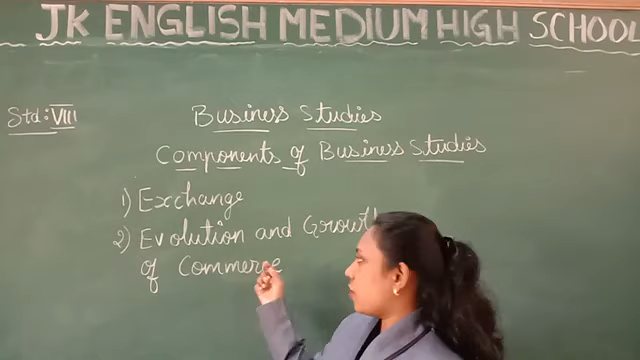 JK ENGLISH MEDIUM HIGH SCHOOL
Std: VIII
Business Studies
Components of Business Studies
1) Exchange
2) Evolution and Growth
of Commerce